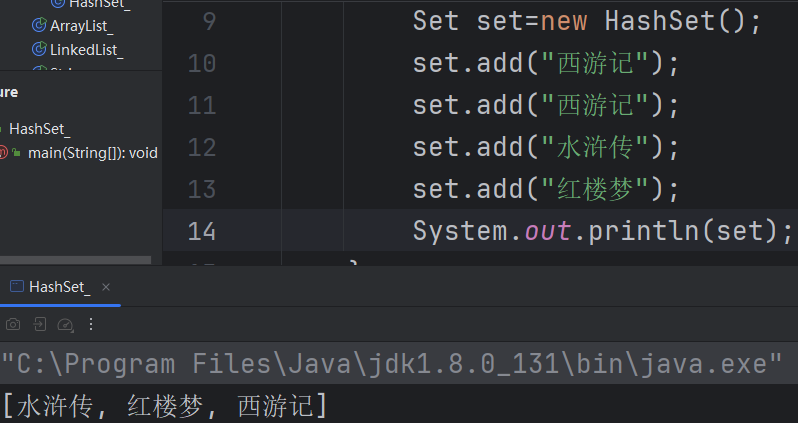 HashSet_
ArrayList_
LinkedList_
ure
HashSet_
main(String[]): void
9 Set set=new HashSet();
10 set.add("西游记");
11 set.add("西游记");
12 set.add("水浒传");
13 set.add("红楼梦");
14 System.out.println(set);
}
HashSet_ ×
"C:\Program Files\Java\jdk1.8.0_131\bin\java.exe"
[水浒传, 红楼梦, 西游记]